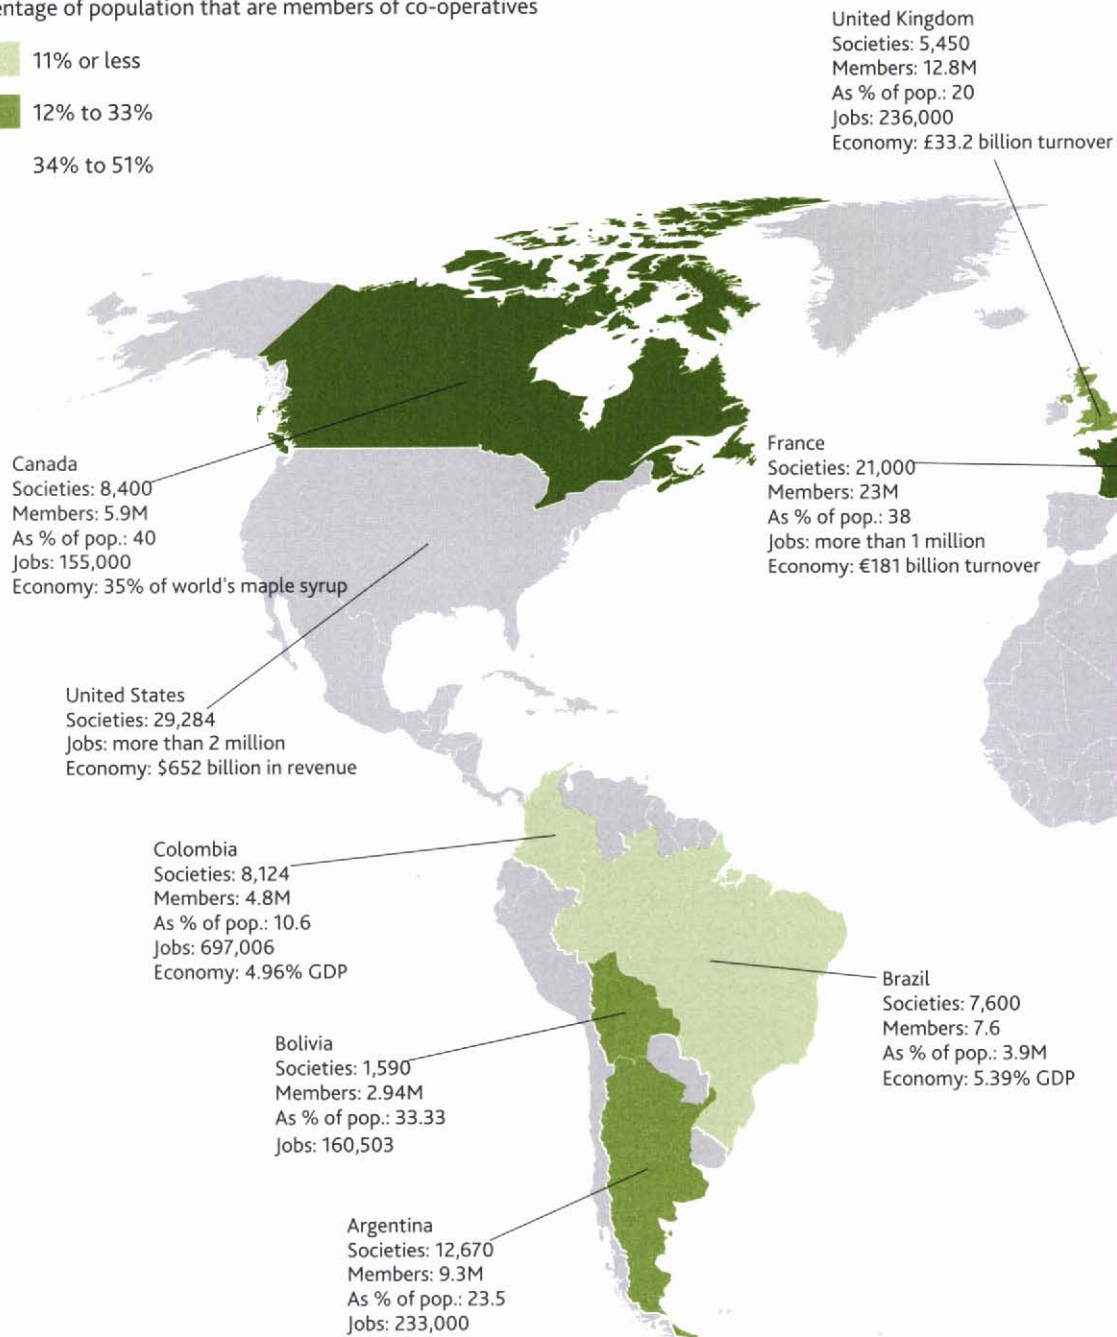 entage of population that are members of co-operatives
11% or less
12% to 33%
34% to 51%
United Kingdom
Societies: 5,450
Members: 12.8M
As % of pop.: 20
Jobs: 236,000
Economy: £33.2 billion turnover
Canada
Societies: 8,400
Members: 5.9M
As % of pop.: 40
Jobs: 155,000
Economy: 35% of world's maple syrup
France
Societies: 21,000
Members: 23M
As % of pop.: 38
Jobs: more than 1 million
Economy: €181 billion turnover
United States
Societies: 29,284
Jobs: more than 2 million
Economy: $652 billion in revenue
Colombia
Societies: 8,124
Members: 4.8M
As % of pop.: 10.6
Jobs: 697,006
Economy: 4.96% GDP
Brazil
Societies: 7,600
Members: 7.6
As % of pop.: 3.9M
Economy: 5.39% GDP
Bolivia
Societies: 1,590
Members: 2.94M
As % of pop.: 33.33
Jobs: 160,503
Argentina
Societies: 12,670
Members: 9.3M
As % of pop.: 23.5
Jobs: 233,000